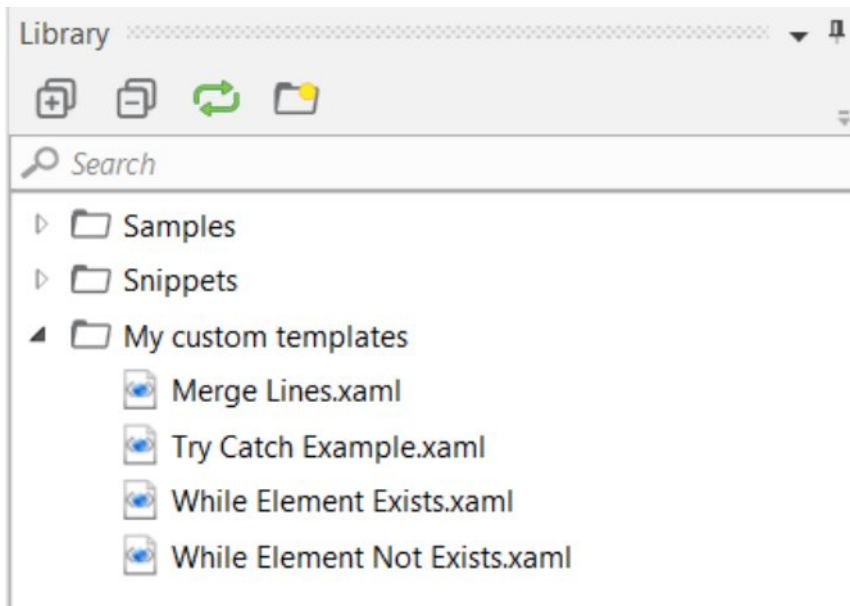 Library
Search
Samples
Snippets
My custom templates
Merge Lines.xaml
Try Catch Example.xaml
While Element Exists.xaml
While Element Not Exists.xaml